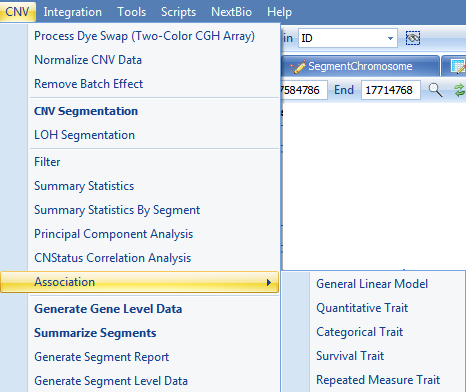 CNV Integration Tools Scripts NextBio Help
Process Dye Swap (Two-Color CGH Array)
in ID
Normalize CNV Data
SegmentChromosome
Remove Batch Effect
7584786 End 17714768
CNV Segmentation
LOH Segmentation
Filter
Summary Statistics
Summary Statistics By Segment
Principal Component Analysis
CNStatus Correlation Analysis
Association
General Linear Model
Quantitative Trait
Categorical Trait
Survival Trait
Repeated Measure Trait
Generate Gene Level Data
Summarize Segments
Generate Segment Report
Generate Segment Level Data